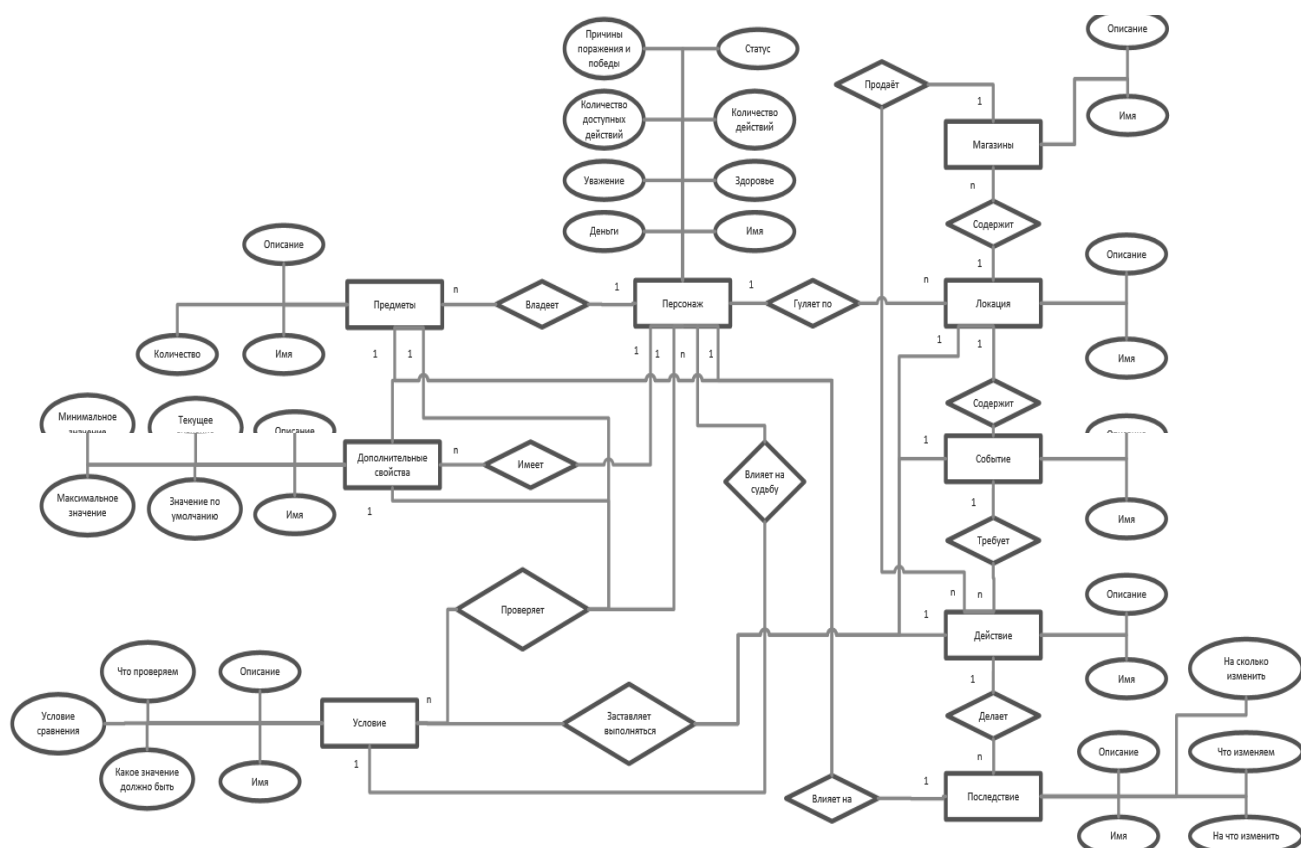 Причины
поражения и
победы
Статус
Количество
доступных
действий
Количество
действий
Уважение
Здоровье
Деньги
Имя
Описание
Имя
Продаёт
1
Магазины
n
Содержит
1
Описание
Количество
Имя
Предметы
n
Владеет
1
Персонаж
1
Гуляет по
n
Локация
Описание
Имя
1
1
1
1
n
1
1
1
Содержит
Минимальное
Текущее
Описание
Максимальное
значение
Значение по
умолчанию
Имя
Дополнительные
свойства
n
Имеет
1
Влияет на
судьбу
1
Событие
Имя
1
Требует
n
n
Проверяет
1
Действие
Описание
Имя
1
Делает
n
Что проверяем
Описание
Условие
сравнения
Какое значение
должно быть
Имя
Условие
n
1
Заставляет
выполняться
Влияет на
1
Последствие
Описание
Имя
На сколько
изменить
Что изменяем
На что изменить